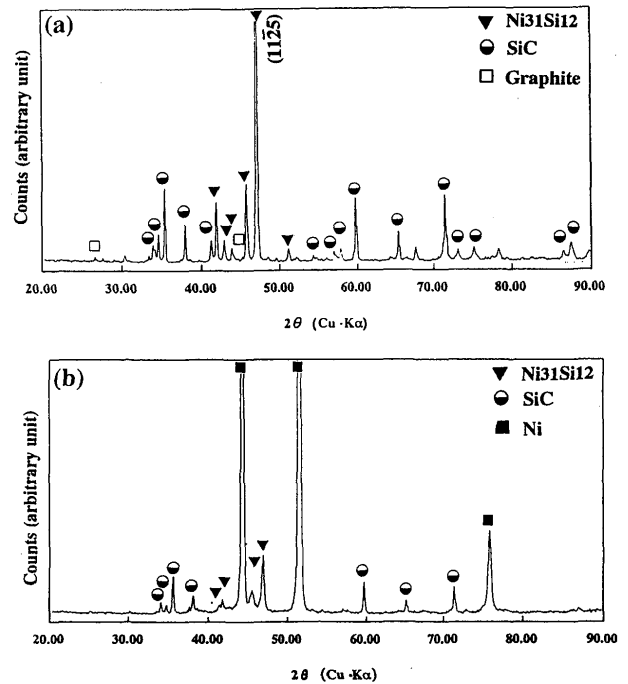 (a)
Ni31Si12
SiC
Graphite
(112̅5)
Counts (arbitrary unit)
20.00 30.00 40.00 50.00 60.00 70.00 80.00 90.00
2θ (Cu·Kα)
(b)
Ni31Si12
SiC
Ni
Counts (arbitrary unit)
20.00 30.00 40.00 50.00 60.00 70.00 80.00 90.00
2θ (Cu·Kα)